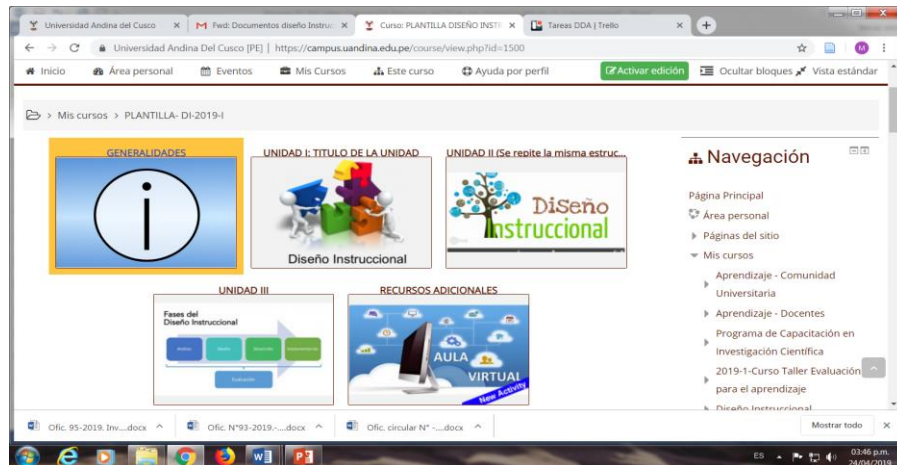 Universidad Andina del Cusco
Fwd: Documentos diseño Instruc
Curso: PLANTILLA DISEÑO INSTR
Tareas DDA | Trello
Universidad Andina Del Cusco [PE] | https://campus.uandina.edu.pe/course/view.php?id=1500
M
Inicio
Área personal
Eventos
Mis Cursos
Este curso
Ayuda por perfil
Activar edición
Ocultar bloques
Vista estándar
> Mis cursos > PLANTILLA- DI-2019-I
GENERALIDADES
i
UNIDAD I: TITULO DE LA UNIDAD
Diseño Instruccional
UNIDAD II (Se repite la misma estruc...
Diseño
Instruccional
UNIDAD III
Fases del
Diseño Instruccional
RECURSOS ADICIONALES
AULA
VIRTUAL
New Activity
Navegación
Página Principal
Área personal
Páginas del sitio
Mis cursos
Aprendizaje - Comunidad
Universitaria
Aprendizaje - Docentes
Programa de Capacitación en
Investigación Científica
2019-1-Curso Taller Evaluación
para el aprendizaje
Diseño Instruccional
Ofic. 95-2019. Inv....docx
Ofic. N°93-2019.-....docx
Ofic. circular N° -....docx
Mostrar todo
ES
03:46 p.m.
24/04/2019